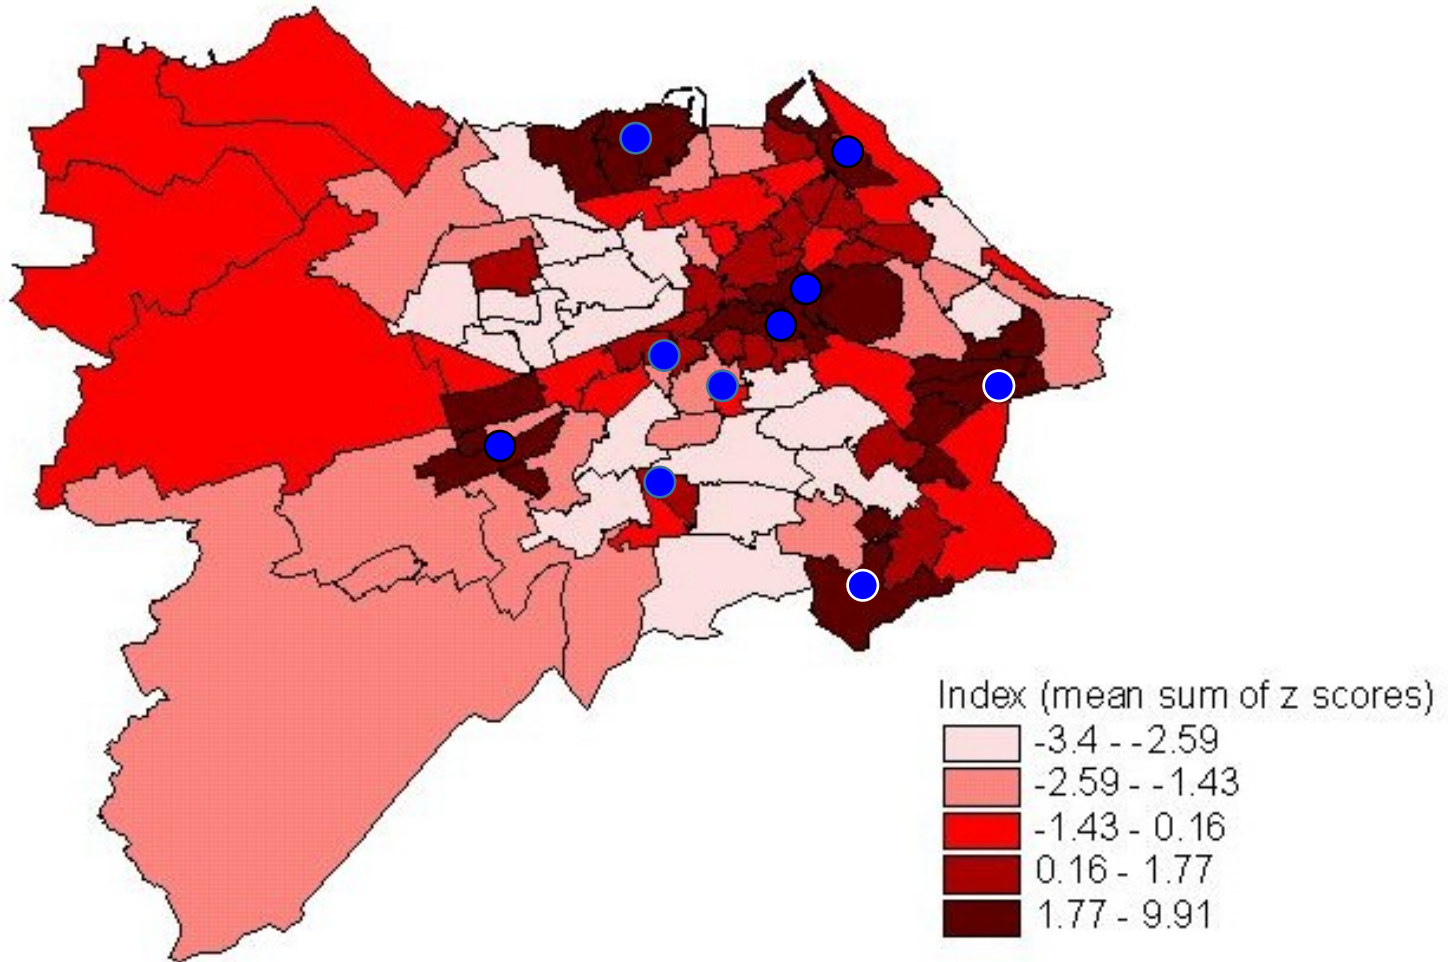 Index (mean sum of z scores)
-3.4 - -2.59
-2.59 - -1.43
-1.43 - 0.16
0.16 - 1.77
1.77 - 9.91